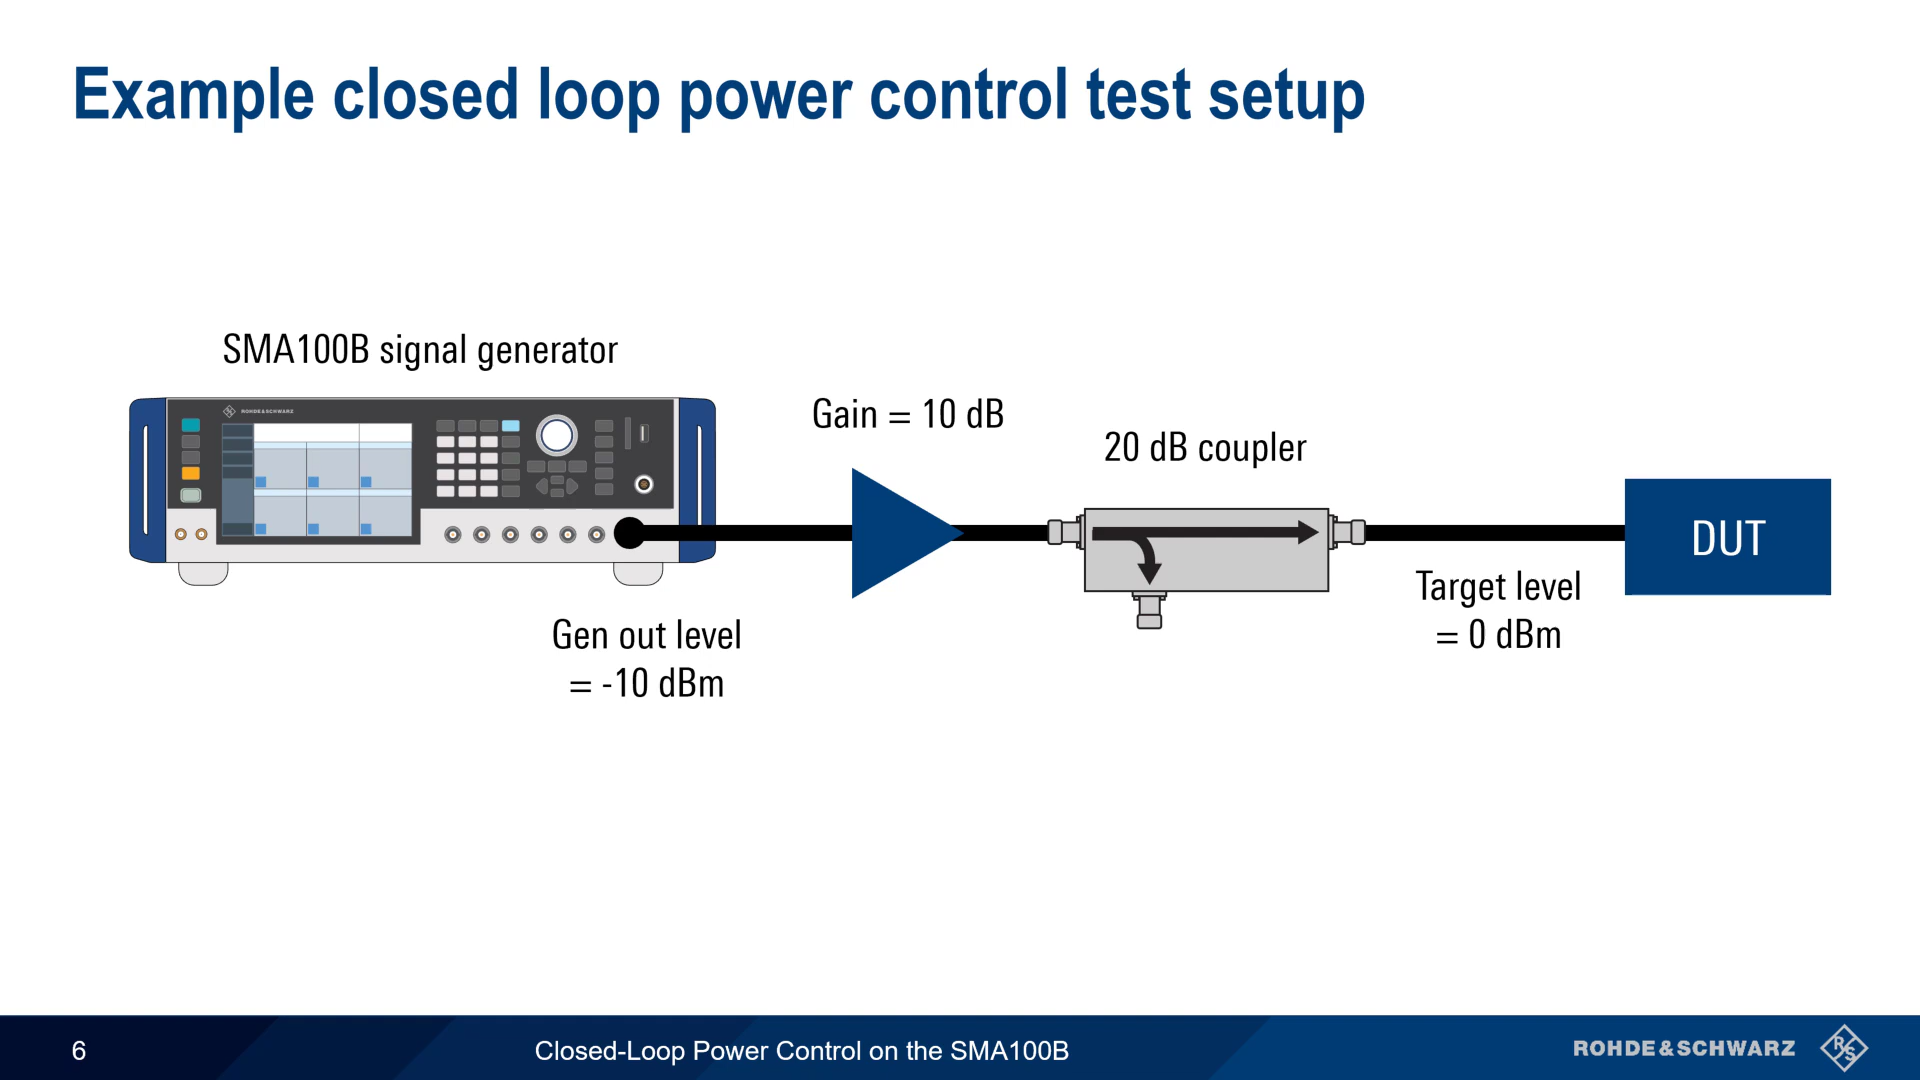 Example closed loop power control test setup
SMA100B signal generator
ROHDE&SCHWARZ
Gain = 10 dB
20 dB coupler
DUT
Target level
= 0 dBm
Gen out level
= -10 dBm
6
Closed-Loop Power Control on the SMA100B
ROHDE&SCHWARZ
R&S